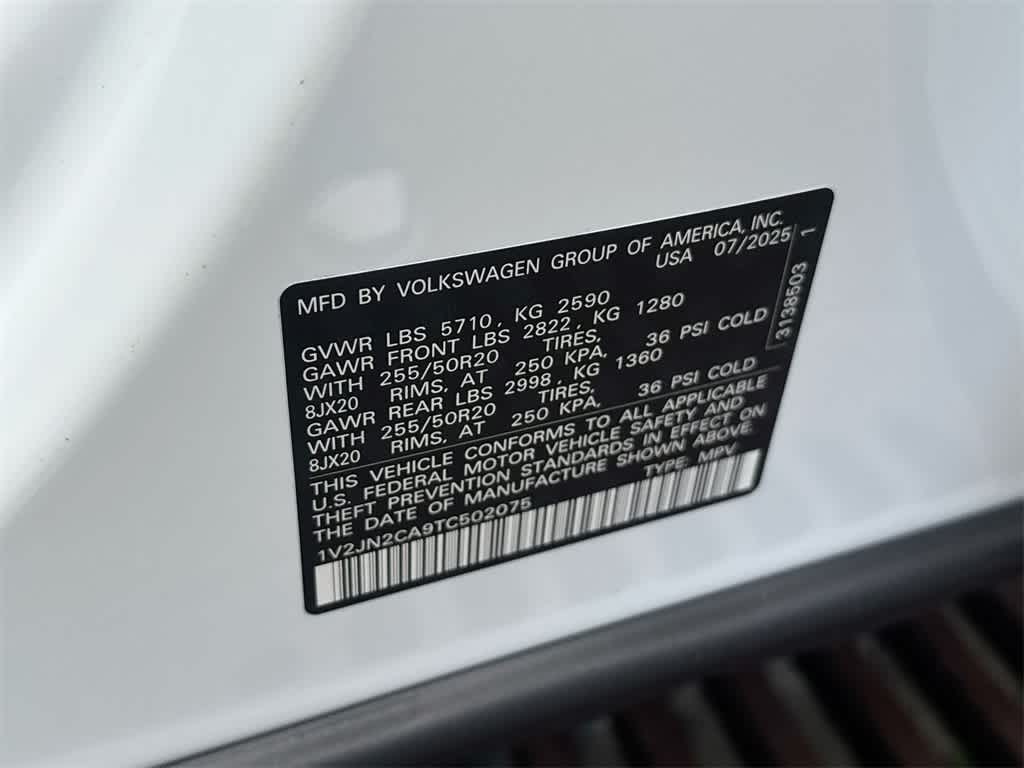 MFD BY VOLKSWAGEN GROUP OF AMERICA, INC.
USA 07/2025
GVWR LBS 5710, KG 2590
GAWR FRONT LBS 2822, KG 1280
WITH 255/50R20 TIRES,
8JX20 RIMS, AT 250 KPA, 36 PSI COLD
GAWR REAR LBS 2998, KG 1360
WITH 255/50R20 TIRES,
8JX20 RIMS, AT 250 KPA, 36 PSI COLD
THIS VEHICLE CONFORMS TO ALL APPLICABLE
U.S. FEDERAL MOTOR VEHICLE SAFETY AND
THEFT PREVENTION STANDARDS IN EFFECT ON
THE DATE OF MANUFACTURE SHOWN ABOVE.
1V2JN2CA9TC502075 TYPE: MPV
3138503 1